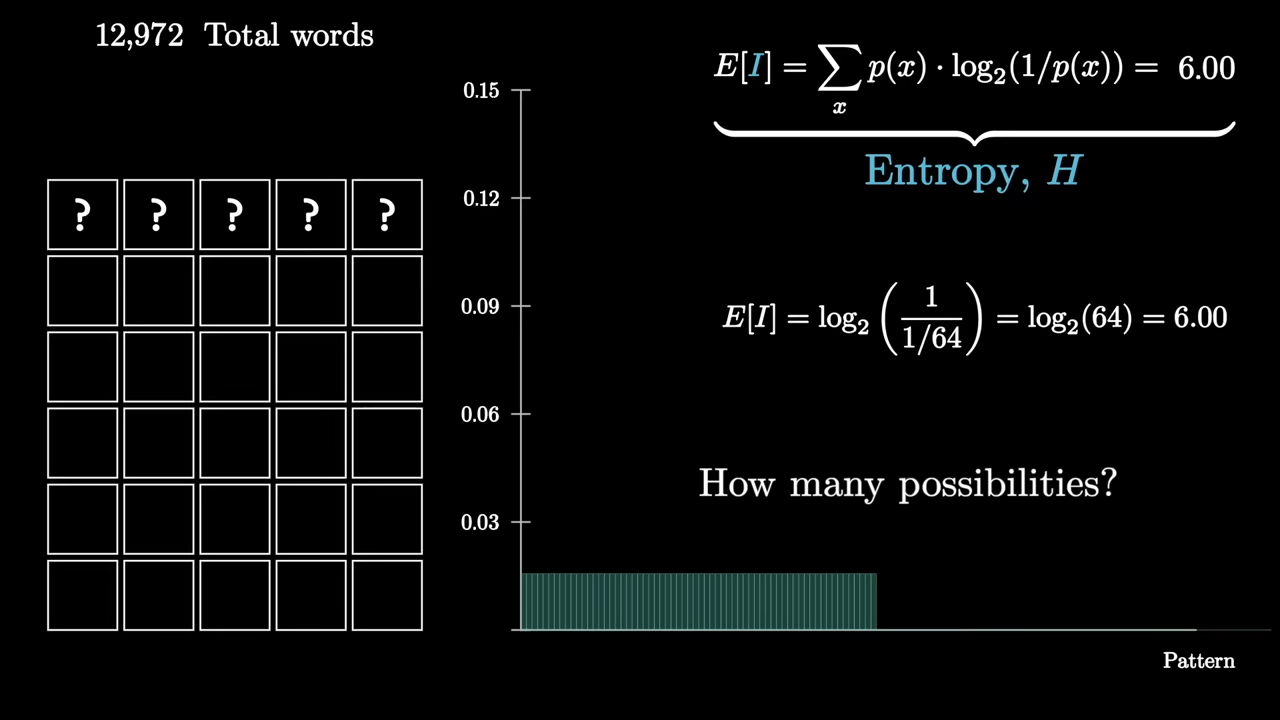 12,972 Total words
E[I] = ∑ₓ p(x) · log₂(1/p(x)) = 6.00
Entropy, H
? ? ? ? ?
E[I] = log₂(1/(1/64)) = log₂(64) = 6.00
How many possibilities?
0.15
0.12
0.09
0.06
0.03
Pattern